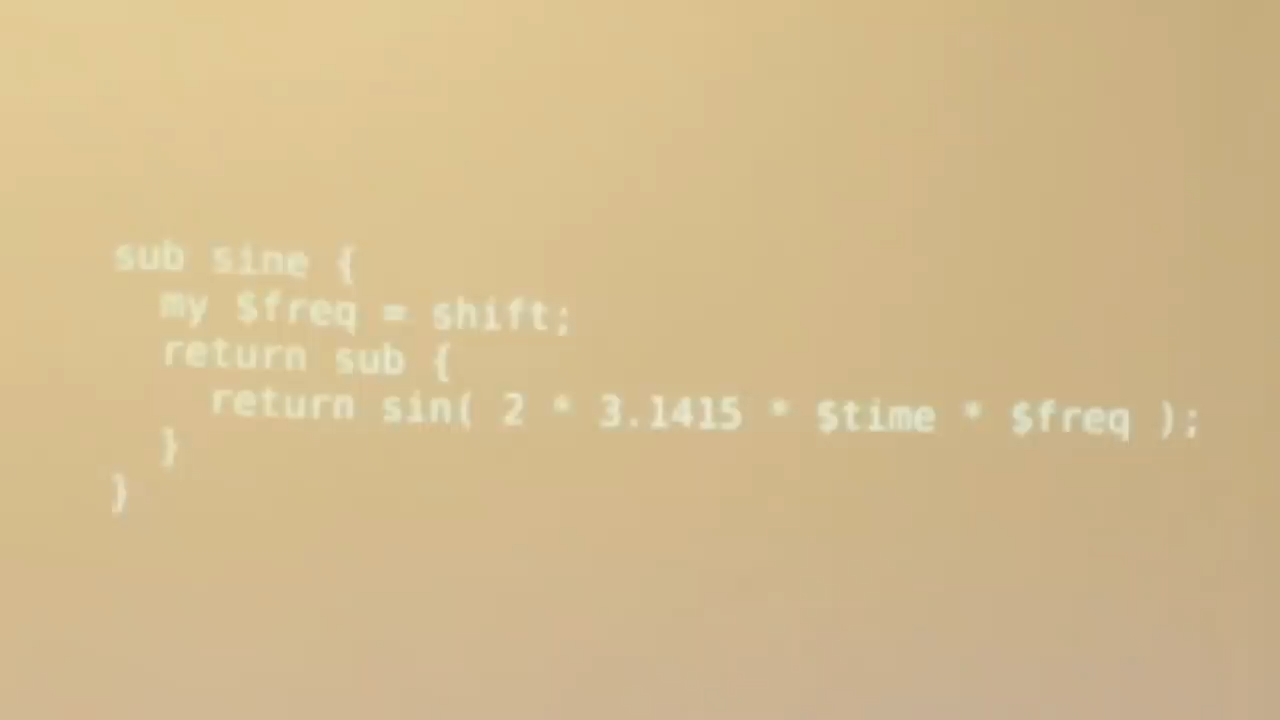 sub sine {
  my $freq = shift;
  return sub {
    return sin( 2 * 3.1415 * $time * $freq );
  }
}